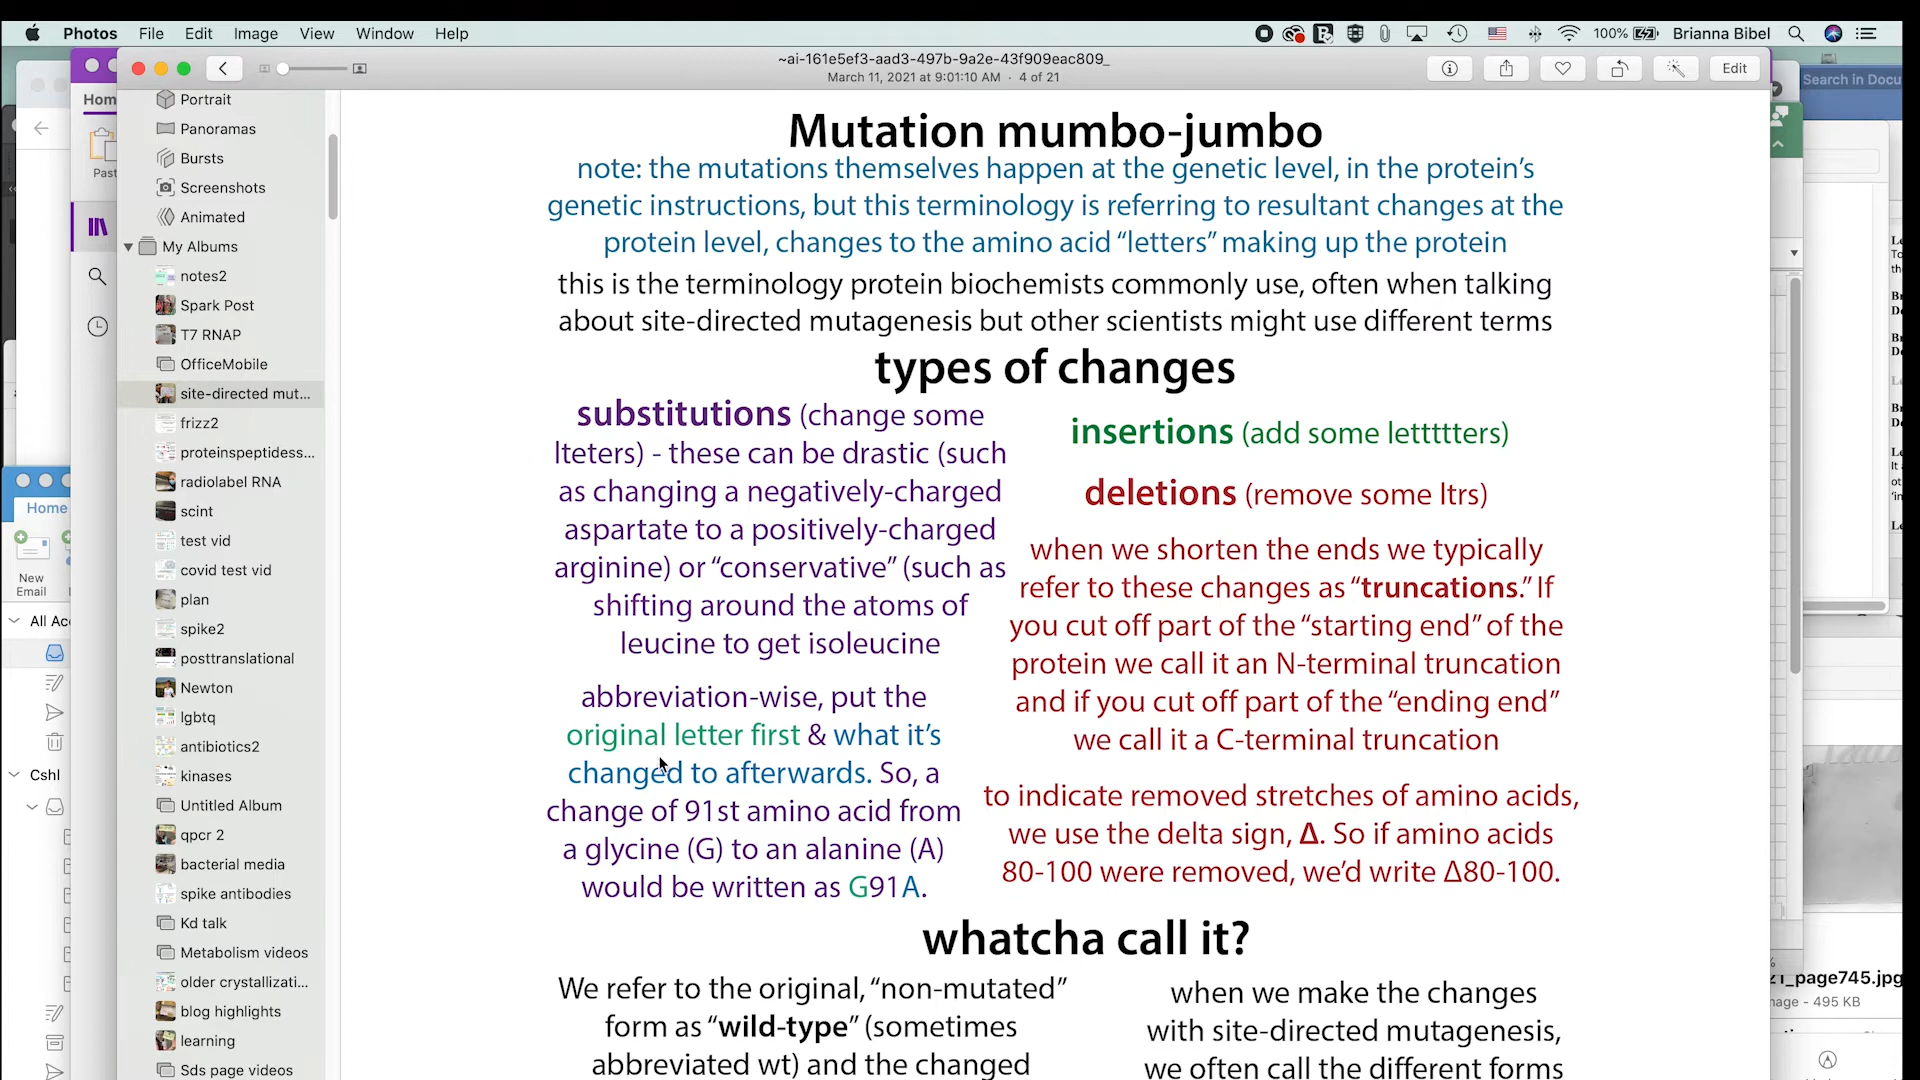 Photos File Edit Image View Window Help
100% Brianna Bibel
~ai-161e5ef3-aad3-497b-9a2e-43f909eac809_
March 11, 2021 at 9:01:10 AM · 4 of 21
Edit
Search in Docu
Hom
Past
Home
New
Email
All Acc
Cshl
Portrait
Panoramas
Bursts
Screenshots
Animated
My Albums
notes2
Spark Post
T7 RNAP
OfficeMobile
site-directed mut...
frizz2
proteinspeptidess...
radiolabel RNA
scint
test vid
covid test vid
plan
spike2
posttranslational
Newton
lgbtq
antibiotics2
kinases
Untitled Album
qpcr 2
bacterial media
spike antibodies
Kd talk
Metabolism videos
older crystallizati...
blog highlights
learning
Sds page videos
Mutation mumbo-jumbo
note: the mutations themselves happen at the genetic level, in the protein's
genetic instructions, but this terminology is referring to resultant changes at the
protein level, changes to the amino acid “letters” making up the protein
this is the terminology protein biochemists commonly use, often when talking
about site-directed mutagenesis but other scientists might use different terms
types of changes
substitutions (change some
lteters) - these can be drastic (such
as changing a negatively-charged
aspartate to a positively-charged
arginine) or “conservative” (such as
shifting around the atoms of
leucine to get isoleucine
abbreviation-wise, put the
original letter first & what it's
changed to afterwards. So, a
change of 91st amino acid from
a glycine (G) to an alanine (A)
would be written as G91A.
insertions (add some lettttters)
deletions (remove some ltrs)
when we shorten the ends we typically
refer to these changes as “truncations.” If
you cut off part of the “starting end” of the
protein we call it an N-terminal truncation
and if you cut off part of the “ending end”
we call it a C-terminal truncation
to indicate removed stretches of amino acids,
we use the delta sign, Δ. So if amino acids
80-100 were removed, we'd write Δ80-100.
whatcha call it?
We refer to the original, “non-mutated”
form as “wild-type” (sometimes
abbreviated wt) and the changed
when we make the changes
with site-directed mutagenesis,
we often call the different forms
21_page745.jpg
nage - 495 KB